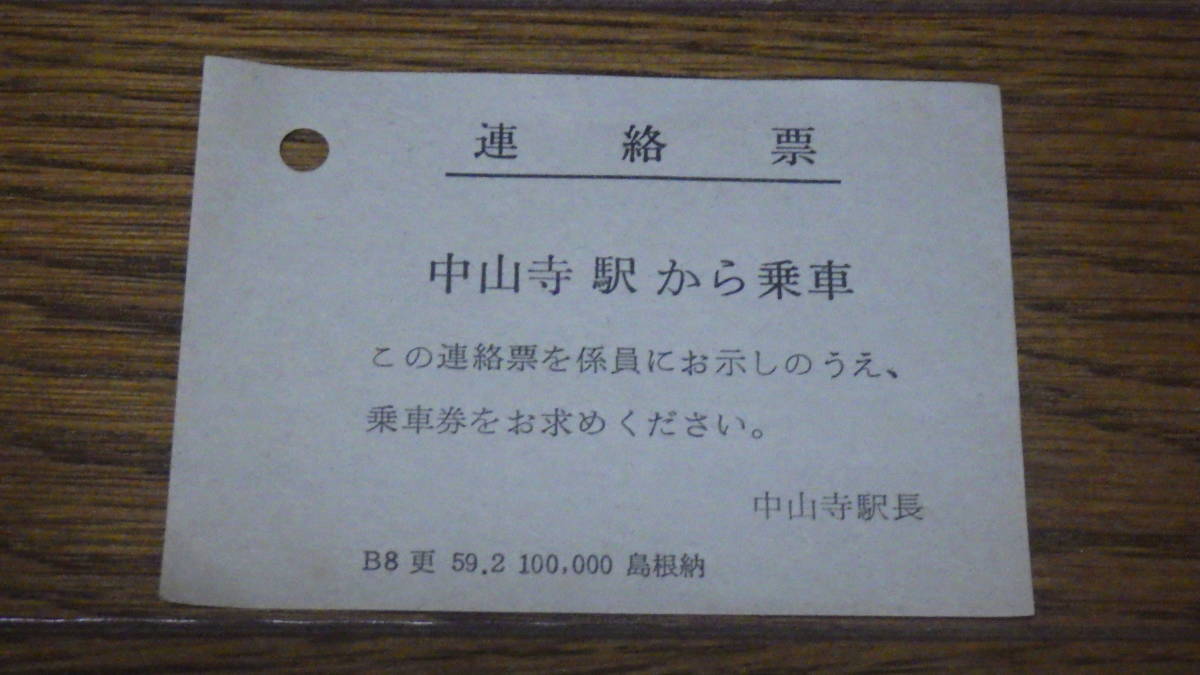 連絡票
中山寺駅から乗車
この連絡票を係員にお示しのうえ、
乗車券をお求めください。
中山寺駅長
B8 更 59.2 100,000 島根納